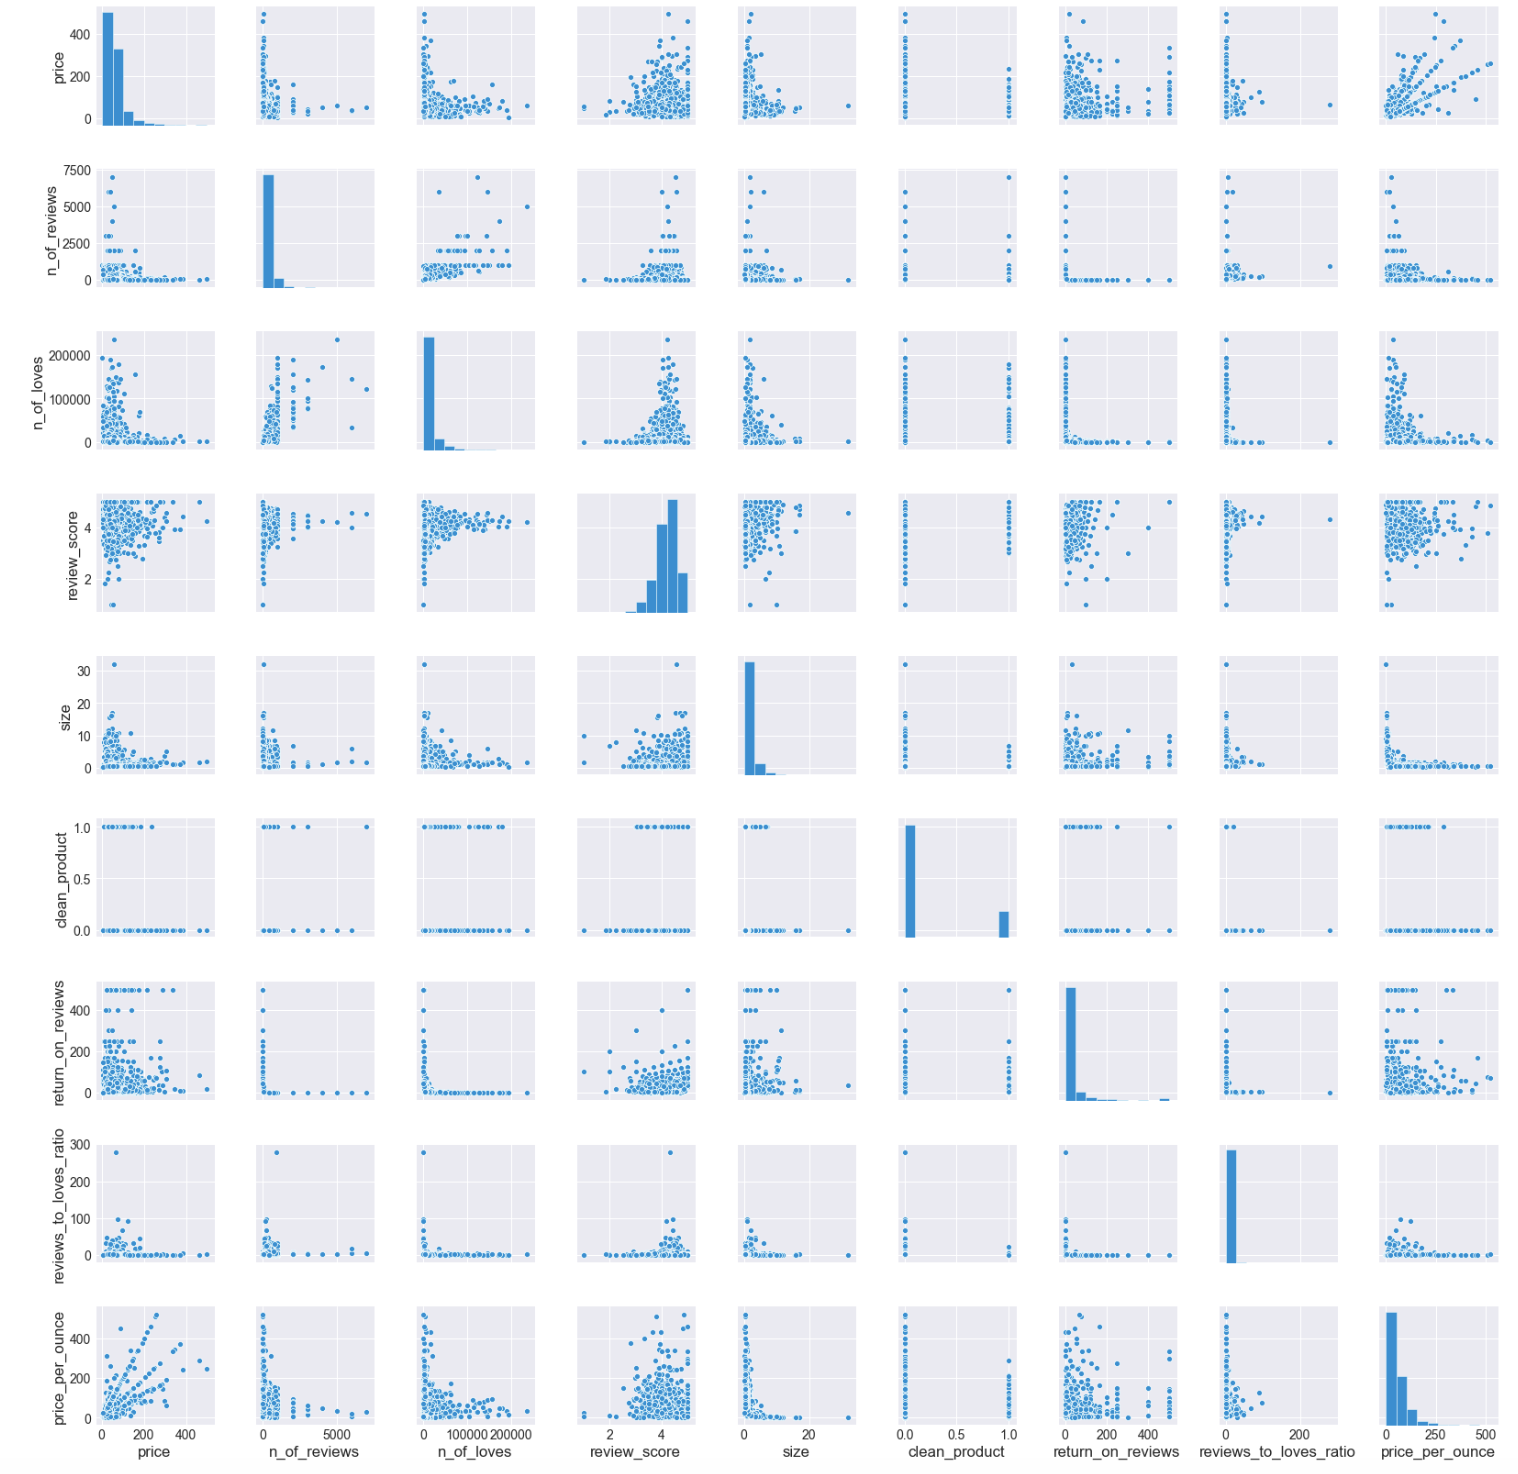 price
400
200
0
n_of_reviews
7500
5000
2500
0
n_of_loves
200000
100000
0
review_score
4
2
size
30
20
10
0
clean_product
1.0
0.5
0.0
return_on_reviews
400
200
0
reviews_to_loves_ratio
300
200
100
0
price_per_ounce
400
200
0
0 200 400
0 5000
0 100000 200000
2 4
0 20
0.0 0.5 1.0
0 200 400
0 200
0 250 500
price n_of_reviews n_of_loves review_score size clean_product return_on_reviews reviews_to_loves_ratio price_per_ounce